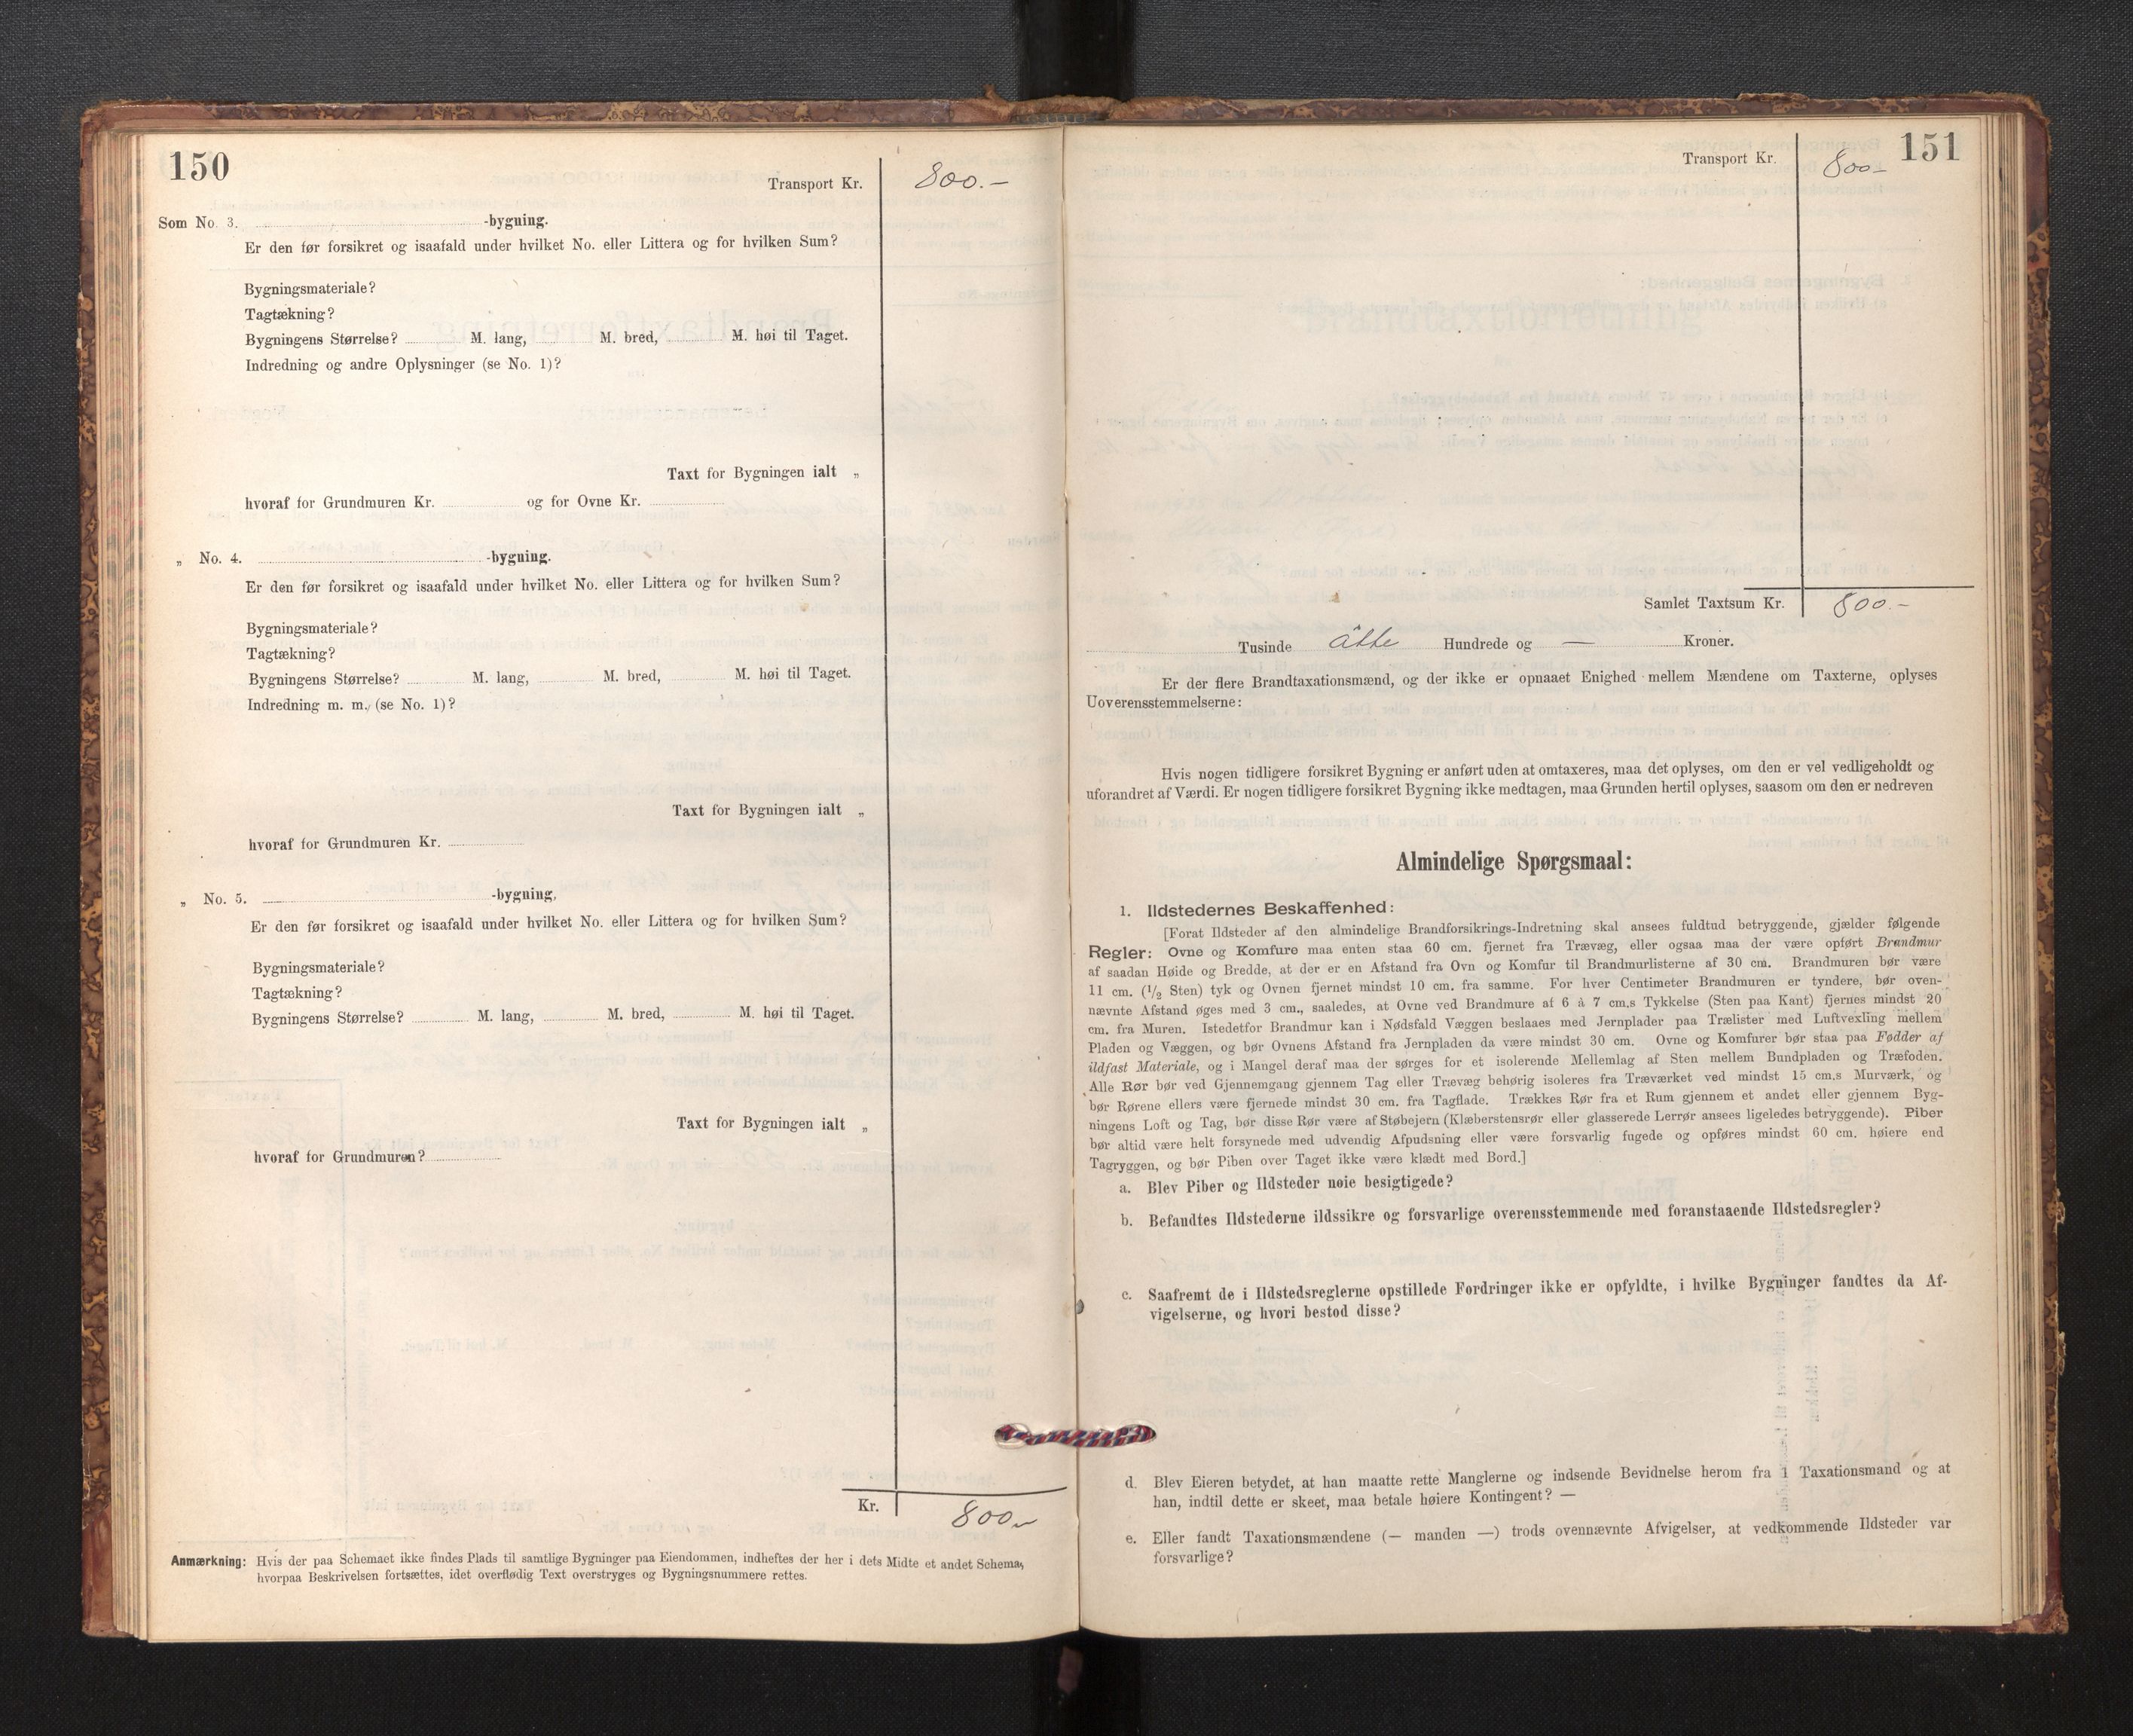 150
Transport Kr. 800.-
Som No. 3. -bygning.
Er den før forsikret og isaafald under hvilket No. eller Littera og for hvilken Sum?
Bygningsmateriale?
Tagtækning?
Bygningens Størrelse? M. lang, M. bred, M. høi til Taget.
Indredning og andre Oplysninger (se No. 1)?
Taxt for Bygningen ialt „
hvoraf for Grundmuren Kr. og for Ovne Kr.
„ No. 4. -bygning.
Er den før forsikret og isaafald under hvilket No. eller Littera og for hvilken Sum?
Bygningsmateriale?
Tagtækning?
Bygningens Størrelse? M. lang, M. bred, M. høi til Taget.
Indredning m. m. (se No. 1)?
Taxt for Bygningen ialt „
hvoraf for Grundmuren Kr.
„ No. 5. -bygning.
Er den før forsikret og isaafald under hvilket No. eller Littera og for hvilken Sum?
Bygningsmateriale?
Tagtækning?
Bygningens Størrelse? M. lang, M. bred, M. høi til Taget.
Taxt for Bygningen ialt „
hvoraf for Grundmuren?
Kr. 800.-
Anmærkning: Hvis der paa Schemaet ikke findes Plads til samtlige Bygninger paa Eiendommen, indheftes der her i dets Midte et andet Schema,
hvorpaa Beskrivelsen fortsættes, idet overflødig Text overstryges og Bygningsnummere rettes.
151
Transport Kr. 800-
Samlet Taxtsum Kr. 800.-
Tusinde åtte Hundrede og — Kroner.
Er der flere Brandtaxationsmænd, og der ikke er opnaaet Enighed mellem Mændene om Taxterne, oplyses
Uoverensstemmelserne:
Hvis nogen tidligere forsikret Bygning er anført uden at omtaxeres, maa det oplyses, om den er vel vedligeholdt og
uforandret af Værdi. Er nogen tidligere forsikret Bygning ikke medtagen, maa Grunden hertil oplyses, saasom om den er nedreven
Almindelige Spørgsmaal:
1. Ildstedernes Beskaffenhed:
[Forat Ildsteder af den almindelige Brandforsikrings-Indretning skal ansees fuldtud betryggende, gjælder følgende
Regler: Ovne og Komfure maa enten staa 60 cm. fjernet fra Trævæg, eller ogsaa maa der være opført Brandmur
af saadan Høide og Bredde, at der er en Afstand fra Ovn og Komfur til Brandmurlisterne af 30 cm. Brandmuren bør være
11 cm. (1/2 Sten) tyk og Ovnen fjernet mindst 10 cm. fra samme. For hver Centimeter Brandmuren er tyndere, bør oven-
nævnte Afstand øges med 3 cm., saaledes, at Ovne ved Brandmure af 6 à 7 cm.s Tykkelse (Sten paa Kant) fjernes mindst 20
cm. fra Muren. Istedetfor Brandmur kan i Nødsfald Væggen beslaaes med Jernplader paa Trælister med Luftvexling mellem
Pladen og Væggen, og bør Ovnens Afstand fra Jernpladen da være mindst 30 cm. Ovne og Komfurer bør staa paa Fødder af
ildfast Materiale, og i Mangel deraf maa der sørges for et isolerende Mellemlag af Sten mellem Bundpladen og Træfoden.
Alle Rør bør ved Gjennemgang gjennem Tag eller Trævæg behørig isoleres fra Træværket ved mindst 15 cm.s Murværk, og
bør Rørene ellers være fjernede mindst 30 cm. fra Tagflade. Trækkes Rør fra et Rum gjennem et andet eller gjennem Byg-
ningens Loft og Tag, bør disse Rør være af Støbejern (Klæberstensrør eller glasserede Lerrør ansees ligeledes betryggende). Piber
bør altid være helt forsynede med udvendig Afpudsning eller være forsvarlig fugede og opføres mindst 60 cm. høiere end
Tagryggen, og bør Piben over Taget ikke være klædt med Bord.]
a. Blev Piber og Ildsteder nøie besigtigede?
b. Befandtes Ildstederne ildssikre og forsvarlige overensstemmende med foranstaaende Ildstedsregler?
c. Saafremt de i Ildstedsreglerne opstillede Fordringer ikke er opfyldte, i hvilke Bygninger fandtes da Af-
vigelserne, og hvori bestod disse?
d. Blev Eieren betydet, at han maatte rette Manglerne og indsende Bevidnelse herom fra 1 Taxationsmand og at
han, indtil dette er skeet, maa betale høiere Kontingent? —
e. Eller fandt Taxationsmændene (— manden —) trods ovennævnte Afvigelser, at vedkommende Ildsteder var
forsvarlige?